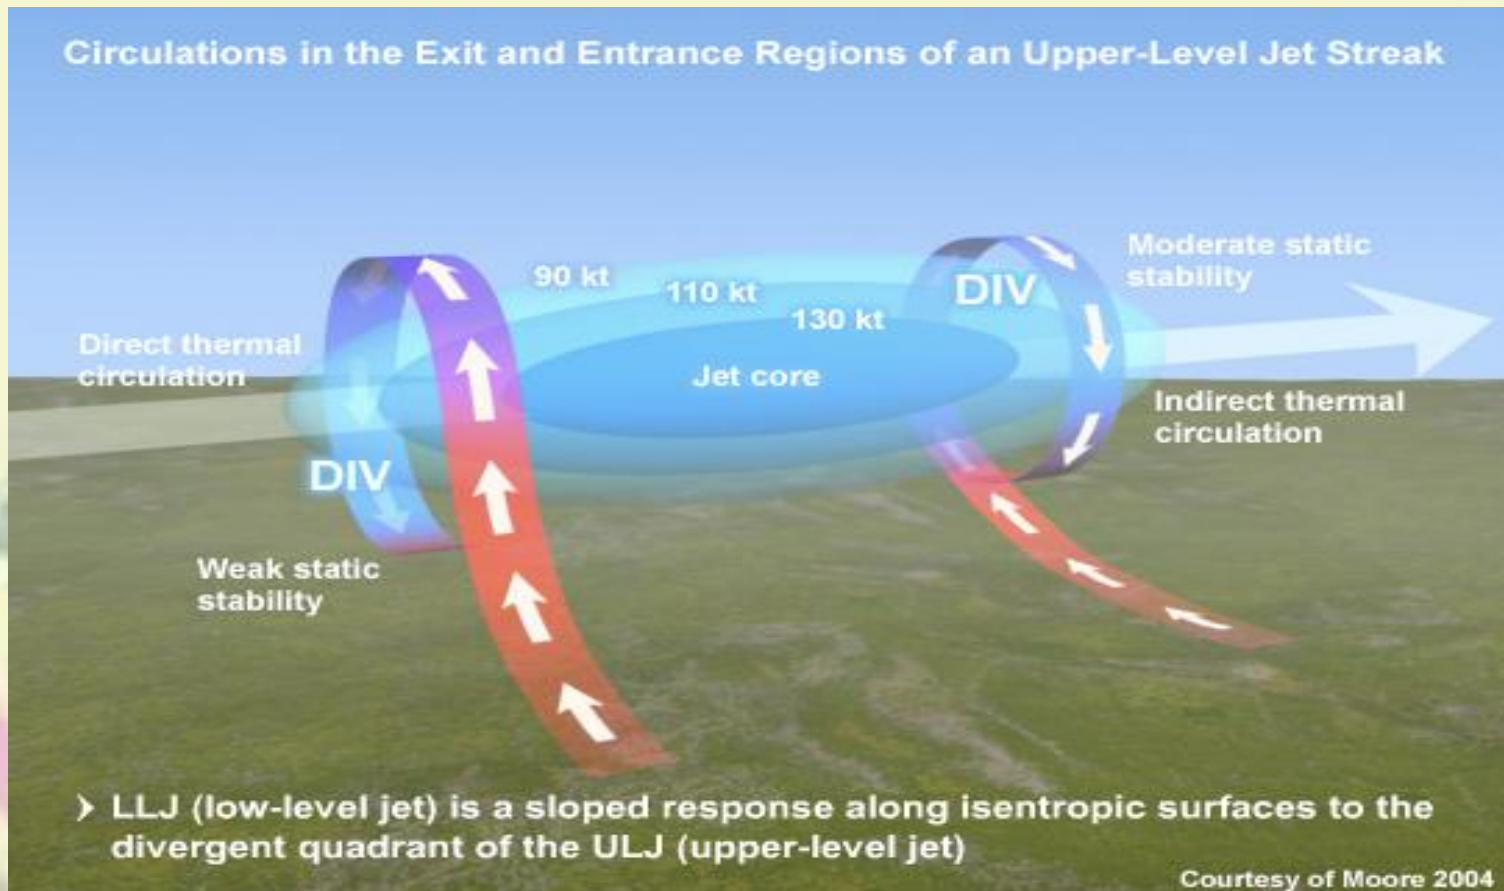 Circulations in the Exit and Entrance Regions of an Upper-Level Jet Streak
90 kt
110 kt
130 kt
Jet core
DIV
Moderate static
stability
Direct thermal
circulation
Indirect thermal
circulation
DIV
Weak static
stability
➤ LLJ (low-level jet) is a sloped response along isentropic surfaces to the
divergent quadrant of the ULJ (upper-level jet)
Courtesy of Moore 2004